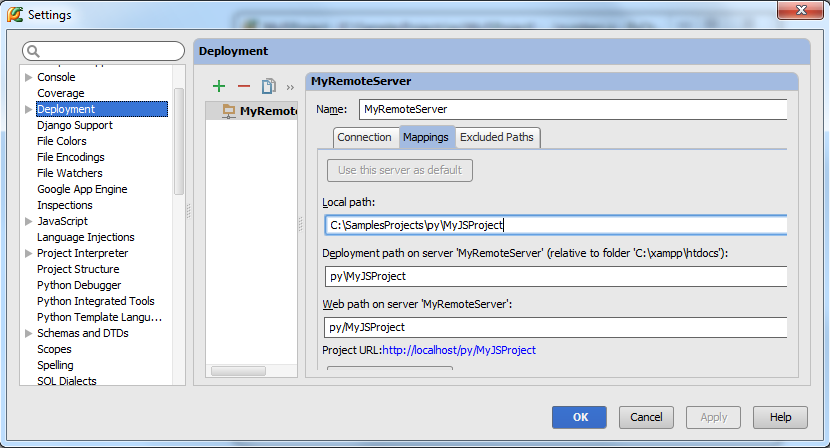 Settings
Deployment
Console
Coverage
Deployment
Django Support
File Colors
File Encodings
File Watchers
Google App Engine
Inspections
JavaScript
Language Injections
Project Interpreter
Project Structure
Python Debugger
Python Integrated Tools
Python Template Langu...
Schemas and DTDs
Scopes
Spelling
SQL Dialects
MyRemote
MyRemoteServer
Name: MyRemoteServer
Connection Mappings Excluded Paths
Use this server as default
Local path:
C:\SamplesProjects\py\MyJSProject
Deployment path on server 'MyRemoteServer' (relative to folder 'C:\xampp\htdocs'):
py\MyJSProject
Web path on server 'MyRemoteServer':
py/MyJSProject
Project URL:http://localhost/py/MyJSProject
OK Cancel Apply Help